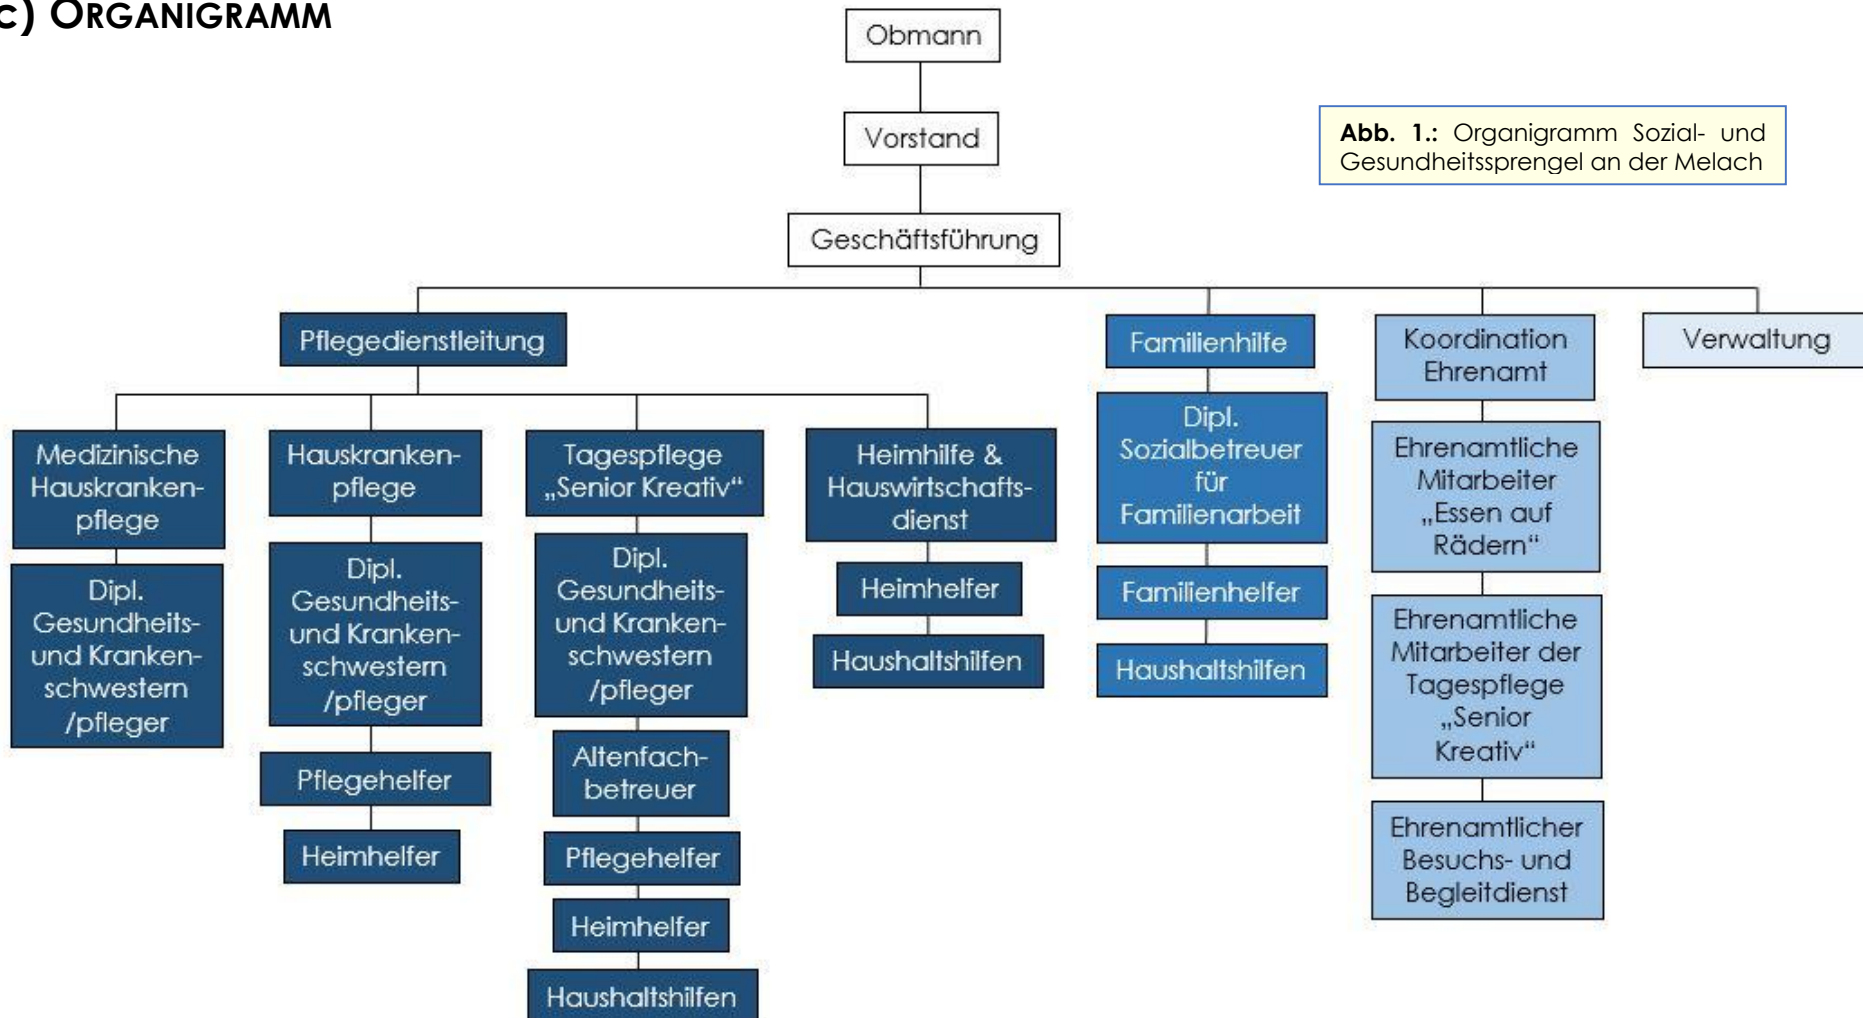 c) ORGANIGRAMM
Obmann
Vorstand
Abb. 1.: Organigramm Sozial- und
Gesundheitssprengel an der Melach
Geschäftsführung
Pflegedienstleitung
Familienhilfe
Koordination
Ehrenamt
Verwaltung
Medizinische
Hauskranken-
pflege
Dipl.
Gesundheits-
und Kranken-
schwestern
/pfleger
Hauskranken-
pflege
Dipl.
Gesundheits-
und Kranken-
schwestern
/pfleger
Pflegehelfer
Heimhelfer
Tagespflege
„Senior Kreativ“
Dipl.
Gesundheits-
und Kranken-
schwestern
/pfleger
Altenfach-
betreuer
Pflegehelfer
Heimhelfer
Haushaltshilfen
Heimhilfe &
Hauswirtschafts-
dienst
Heimhelfer
Haushaltshilfen
Dipl.
Sozialbetreuer
für
Familienarbeit
Familienhelfer
Haushaltshilfen
Ehrenamtliche
Mitarbeiter
„Essen auf
Rädern“
Ehrenamtliche
Mitarbeiter der
Tagespflege
„Senior
Kreativ“
Ehrenamtlicher
Besuchs- und
Begleitdienst